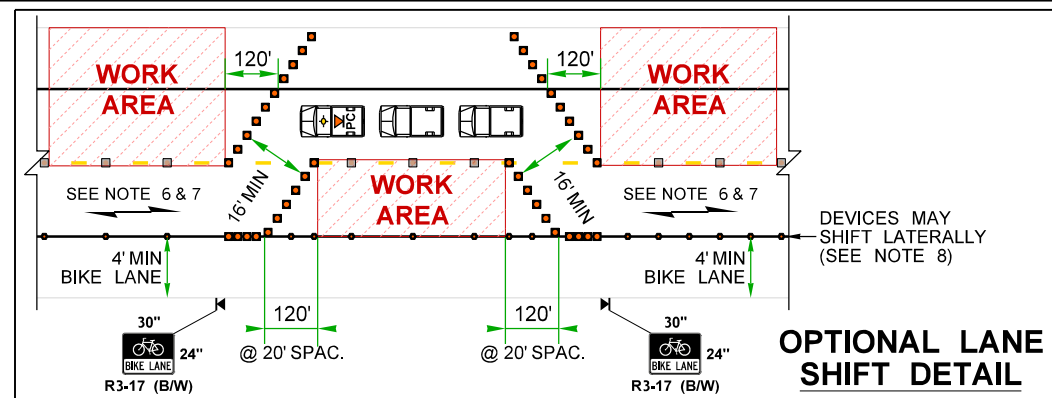 120'
120'
WORK
AREA
WORK
AREA
PC
SEE NOTE 6 & 7
16' MIN
WORK
AREA
16' MIN
SEE NOTE 6 & 7
DEVICES MAY
SHIFT LATERALLY
(SEE NOTE 8)
4' MIN
BIKE LANE
4' MIN
BIKE LANE
30"
24"
BIKE LANE
R3-17 (B/W)
120'
@ 20' SPAC.
120'
@ 20' SPAC.
30"
24"
BIKE LANE
R3-17 (B/W)
OPTIONAL LANE
SHIFT DETAIL